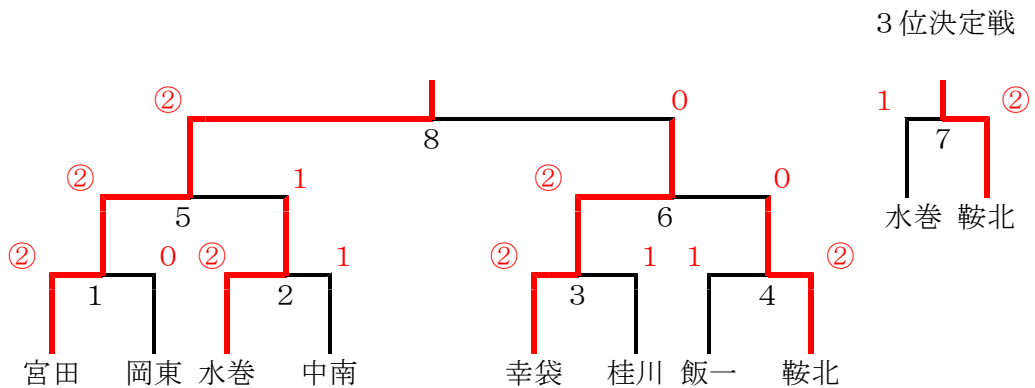 ３位決定戦
② ０ １ ②
８ ７
② １ ② ０
５ ６ 水巻 鞍北
② ０ ② １ ② １ １ ②
１ ２ ３ ４
宮田 岡東 水巻 中南 幸袋 桂川 飯一 鞍北